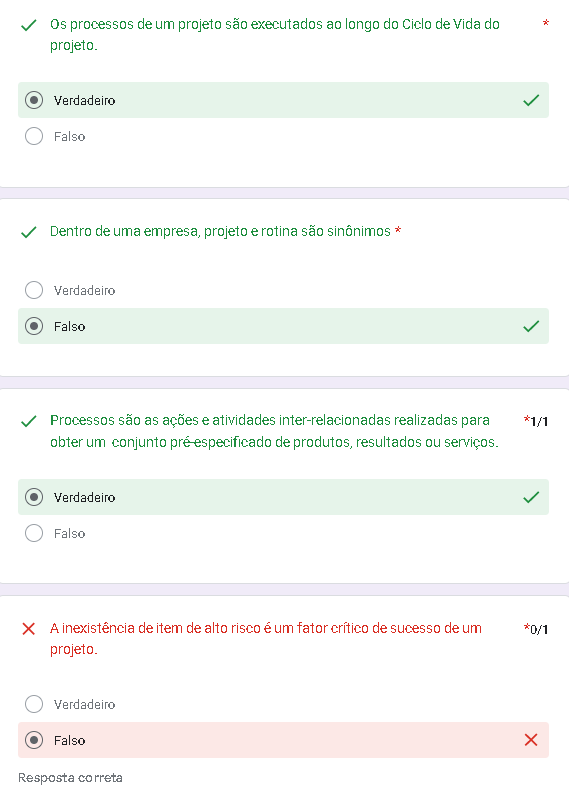 Os processos de um projeto são executados ao longo do Ciclo de Vida do *
projeto.
Verdadeiro
Falso
Dentro de uma empresa, projeto e rotina são sinônimos *
Verdadeiro
Falso
Processos são as ações e atividades inter-relacionadas realizadas para *1/1
obter um conjunto pré-especificado de produtos, resultados ou serviços.
Verdadeiro
Falso
A inexistência de item de alto risco é um fator crítico de sucesso de um *0/1
projeto.
Verdadeiro
Falso
Resposta correta